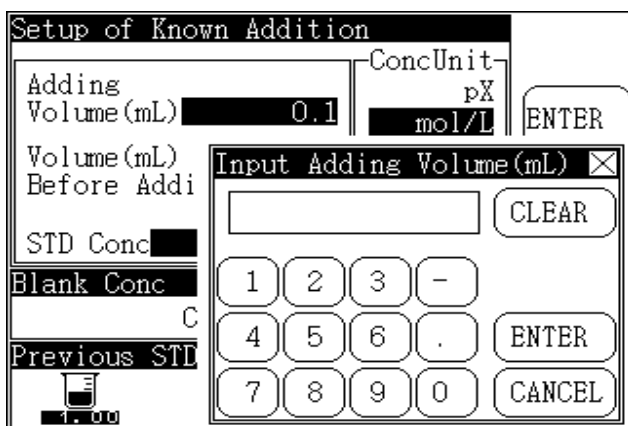 Setup of Known Addition
ConcUnit
Adding
Volume(mL) 0.1
pX
mol/L
ENTER
Volume(mL)
Before Addi
STD Conc
Blank Conc
C
Previous STD
1.00
Input Adding Volume(mL)
CLEAR
1 2 3 -
4 5 6 . ENTER
7 8 9 0 CANCEL